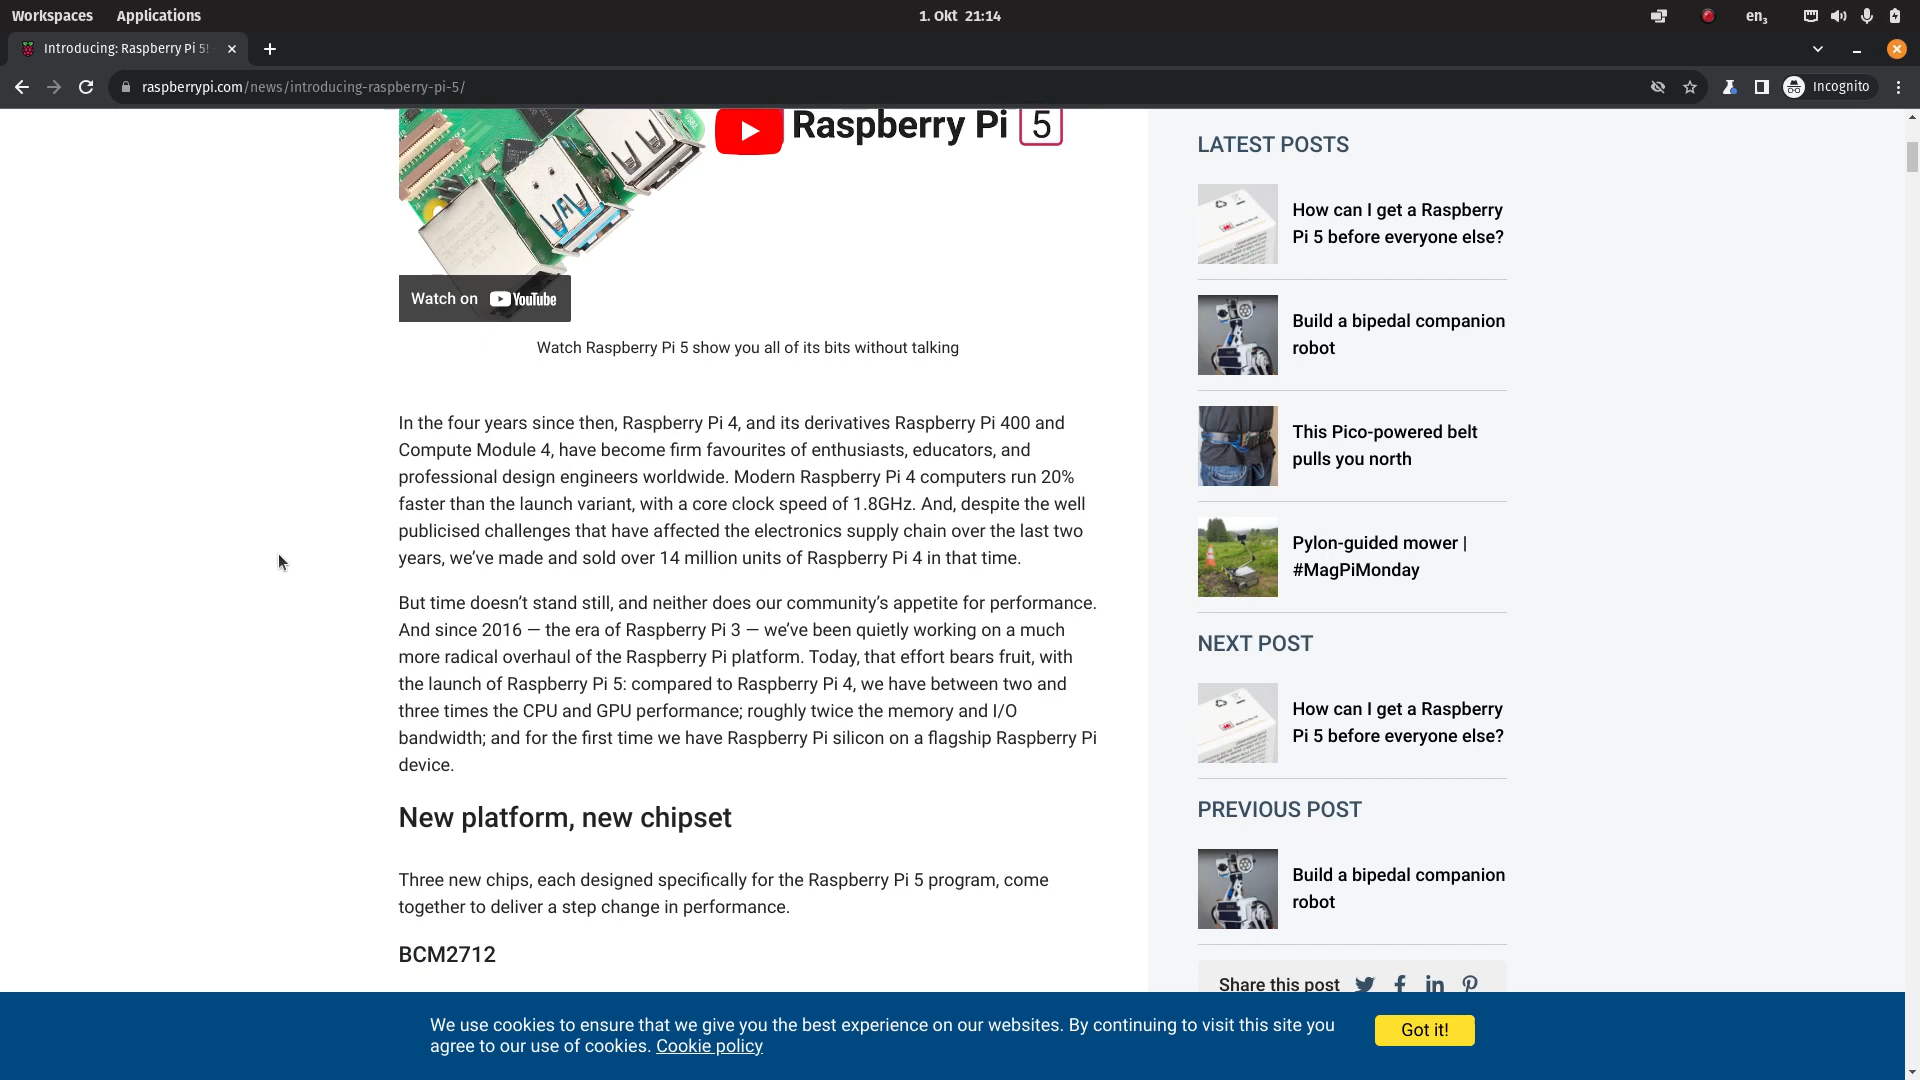 Workspaces Applications 1. Okt 21:14 en₃
Introducing: Raspberry Pi 5!
raspberrypi.com/news/introducing-raspberry-pi-5/ Incognito
Raspberry Pi 5
Watch on YouTube
Watch Raspberry Pi 5 show you all of its bits without talking
In the four years since then, Raspberry Pi 4, and its derivatives Raspberry Pi 400 and
Compute Module 4, have become firm favourites of enthusiasts, educators, and
professional design engineers worldwide. Modern Raspberry Pi 4 computers run 20%
faster than the launch variant, with a core clock speed of 1.8GHz. And, despite the well
publicised challenges that have affected the electronics supply chain over the last two
years, we’ve made and sold over 14 million units of Raspberry Pi 4 in that time.
But time doesn’t stand still, and neither does our community’s appetite for performance.
And since 2016 — the era of Raspberry Pi 3 — we’ve been quietly working on a much
more radical overhaul of the Raspberry Pi platform. Today, that effort bears fruit, with
the launch of Raspberry Pi 5: compared to Raspberry Pi 4, we have between two and
three times the CPU and GPU performance; roughly twice the memory and I/O
bandwidth; and for the first time we have Raspberry Pi silicon on a flagship Raspberry Pi
device.
New platform, new chipset
Three new chips, each designed specifically for the Raspberry Pi 5 program, come
together to deliver a step change in performance.
BCM2712
LATEST POSTS
How can I get a Raspberry
Pi 5 before everyone else?
Build a bipedal companion
robot
This Pico-powered belt
pulls you north
Pylon-guided mower |
#MagPiMonday
NEXT POST
How can I get a Raspberry
Pi 5 before everyone else?
PREVIOUS POST
Build a bipedal companion
robot
Share this post
We use cookies to ensure that we give you the best experience on our websites. By continuing to visit this site you
agree to our use of cookies. Cookie policy
Got it!